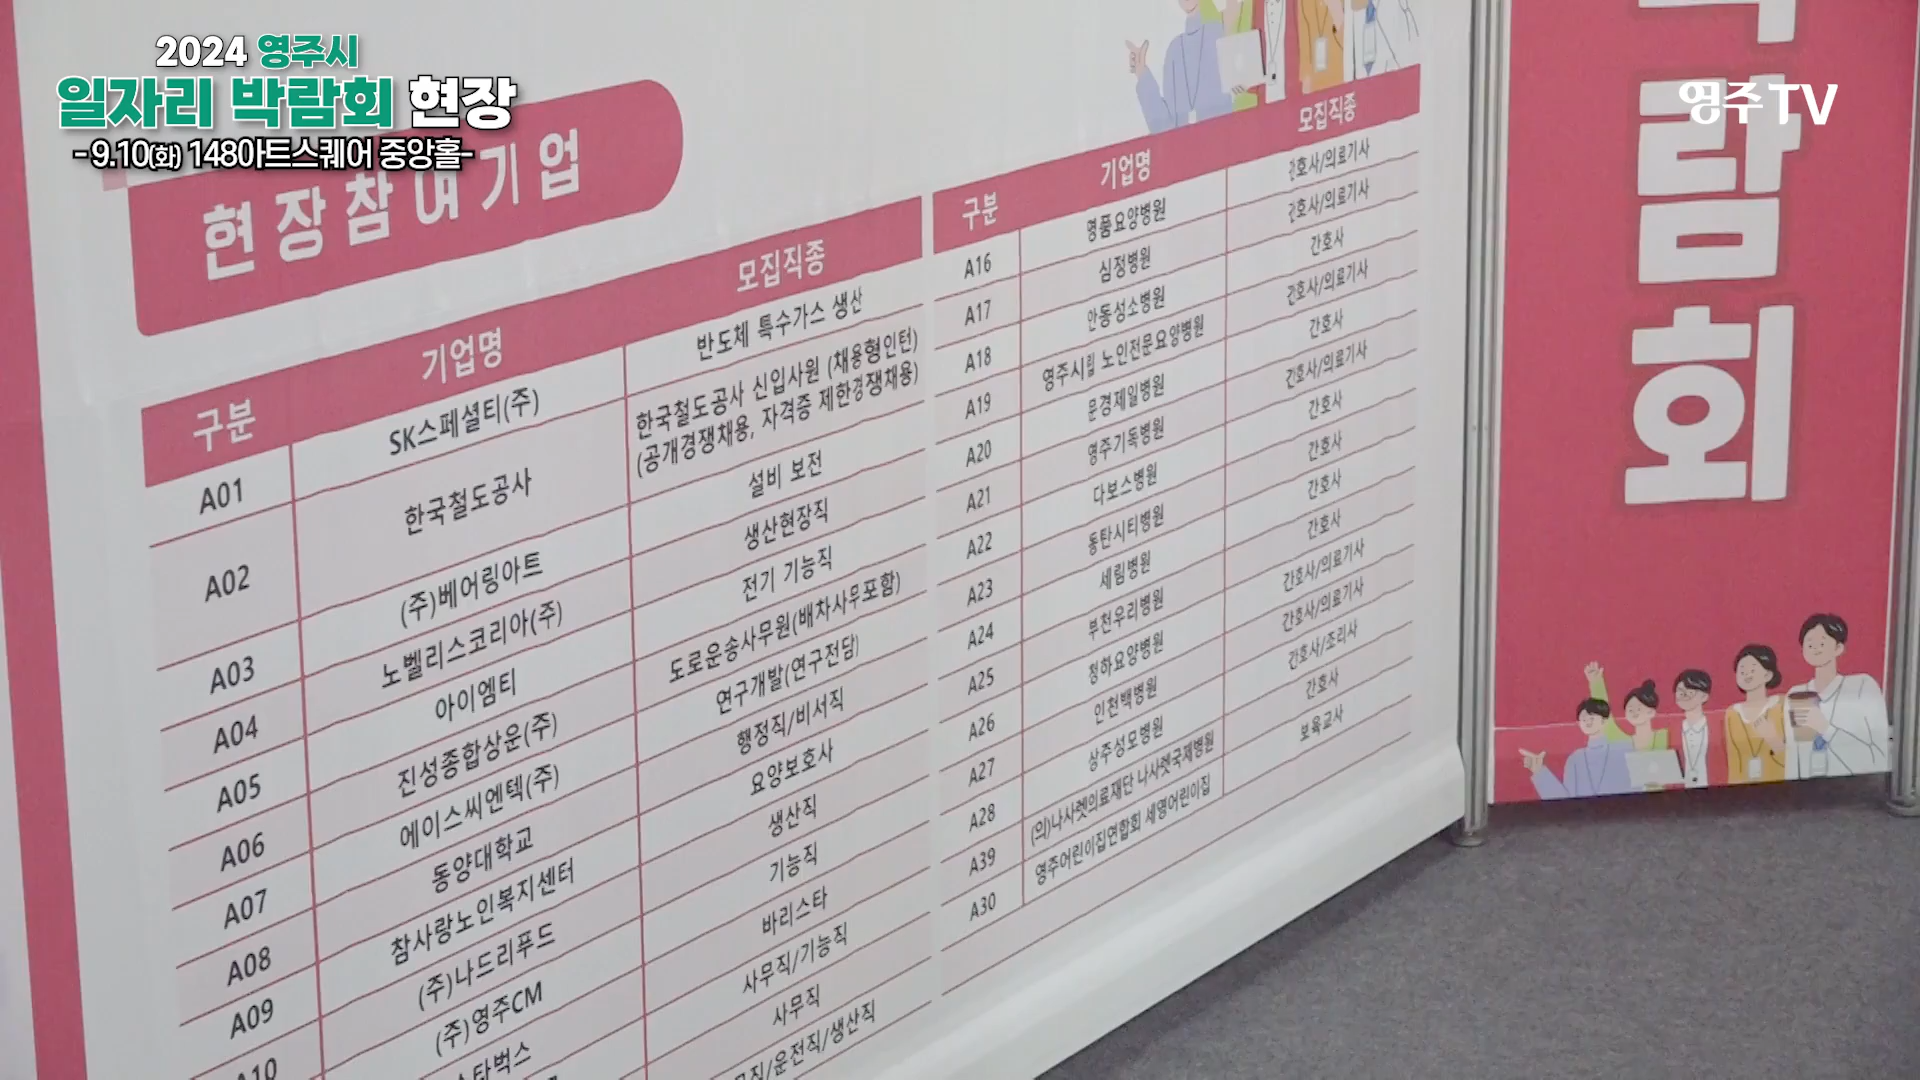 2024 영주시
일자리 박람회 현장
- 9.10(화) 1480아트스퀘어 중앙홀-
영주TV
현장참여기업
구분 기업명 모집직종
A01 SK스페셜티(주) 반도체 특수가스 생산
A02 한국철도공사 한국철도공사 신입사원 (채용형인턴)
(공개경쟁채용, 자격증 제한경쟁채용)
A03 (주)베어링아트 설비 보전
A04 노벨리스코리아(주) 생산현장직
A05 아이엠티 전기 기능직
A06 진성종합상운(주) 도로운송사무원(배차사무포함)
A07 에이스씨엔텍(주) 연구개발(연구전담)
A08 동양대학교 행정직/비서직
A09 참사랑노인복지센터 요양보호사
A10 (주)나드리푸드 생산직
(주)영주CM 기능직
스타벅스 바리스타
사무직/기능직
사무직
/운전직/생산직
구분 기업명 모집직종
A16 명품요양병원 간호사/의료기사
A17 심정병원 간호사/의료기사
A18 안동성소병원 간호사
A19 영주시립 노인전문요양병원 간호사/의료기사
A20 문경제일병원 간호사
A21 영주기독병원 간호사/의료기사
A22 다보스병원 간호사
A23 동탄시티병원 간호사
A24 세림병원 간호사
A25 부천우리병원 간호사
A26 청하요양병원 간호사/의료기사
A27 인천백병원 간호사/의료기사
A28 상주성모병원 간호사/조리사
A39 (의)나사렛의료재단 나사렛국제병원 간호사
A30 영주어린이집연합회 세영어린이집 보육교사
람
회